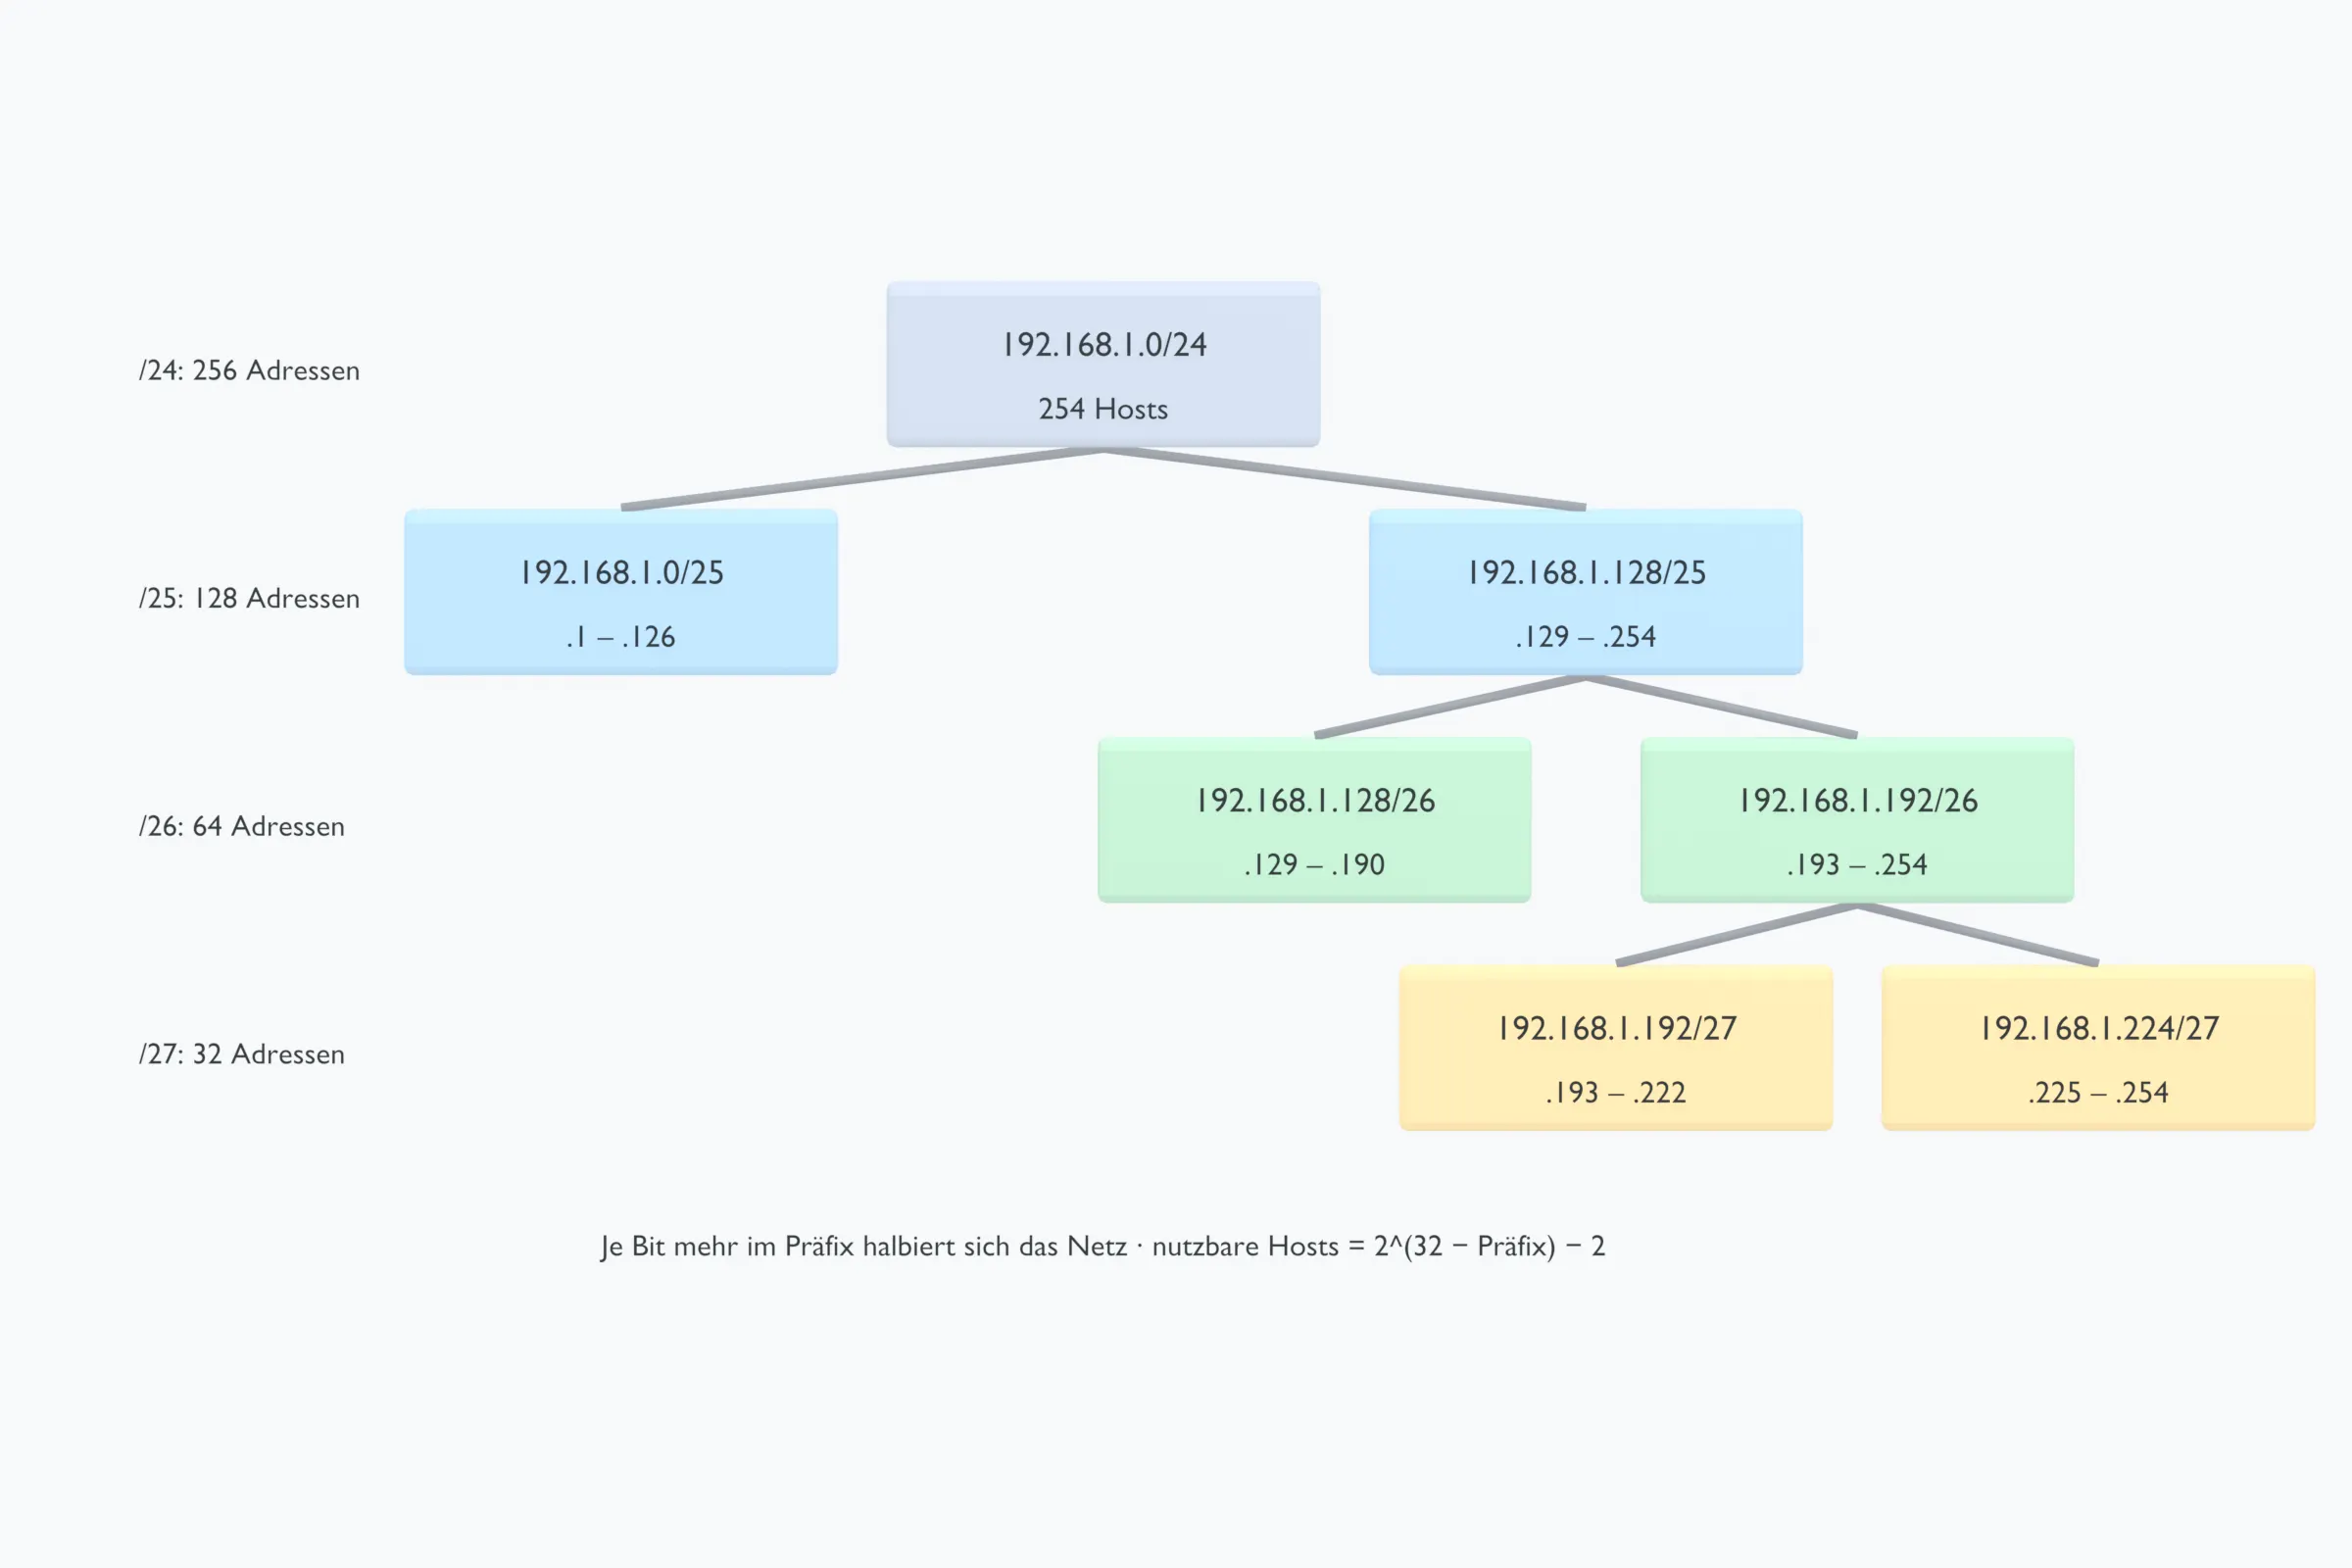 /24: 256 Adressen
192.168.1.0/24
254 Hosts
/25: 128 Adressen
192.168.1.0/25
.1 – .126
192.168.1.128/25
.129 – .254
/26: 64 Adressen
192.168.1.128/26
.129 – .190
192.168.1.192/26
.193 – .254
/27: 32 Adressen
192.168.1.192/27
.193 – .222
192.168.1.224/27
.225 – .254
Je Bit mehr im Präfix halbiert sich das Netz · nutzbare Hosts = 2^(32 − Präfix) − 2